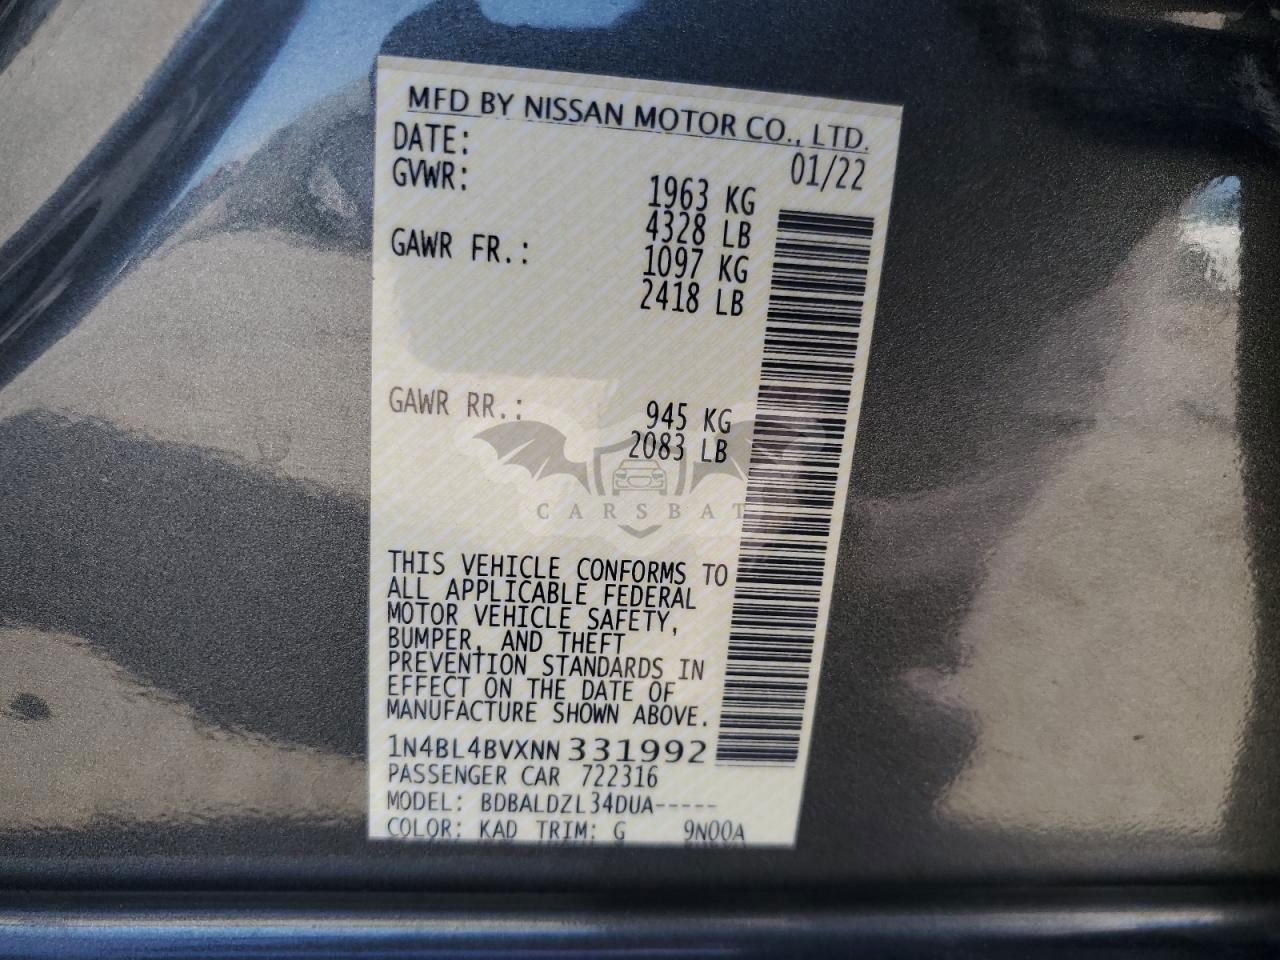 MFD BY NISSAN MOTOR CO., LTD.
DATE: 01/22
GVWR: 1963 KG
4328 LB
GAWR FR.: 1097 KG
2418 LB
GAWR RR.: 945 KG
2083 LB
CARSBAT
THIS VEHICLE CONFORMS TO
ALL APPLICABLE FEDERAL
MOTOR VEHICLE SAFETY,
BUMPER, AND THEFT
PREVENTION STANDARDS IN
EFFECT ON THE DATE OF
MANUFACTURE SHOWN ABOVE.
1N4BL4BVXNN331992
PASSENGER CAR 722316
MODEL: BDBALDZL34DUA-----
COLOR: KAD TRIM: G 9N00A